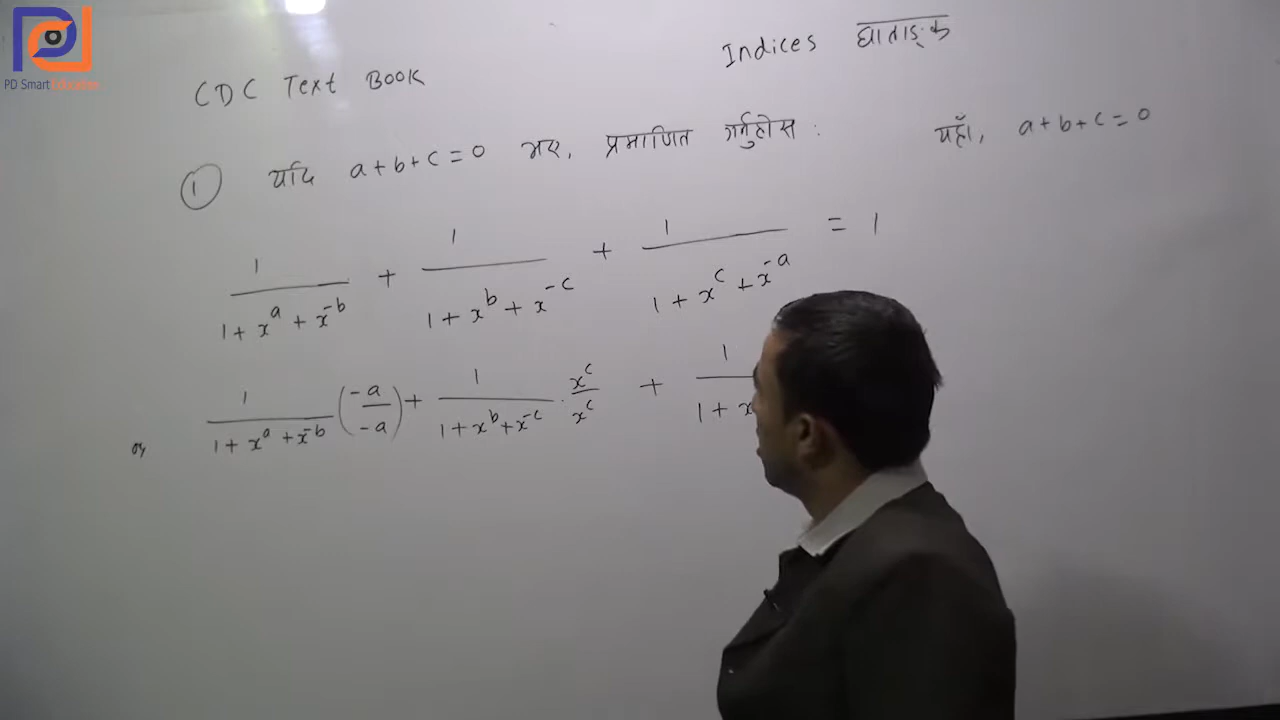 PD Smart Education
Indices घाताङ्क
CDC Text Book
① यदि a+b+c=0 भए, प्रमाणित गर्नुहोस :
यहाँ, a+b+c=0
1/(1+x^a+x^-b) + 1/(1+x^b+x^-c) + 1/(1+x^c+x^-a) = 1
or 1/(1+x^a+x^-b) (-a/-a) + 1/(1+x^b+x^-c) . x^c/x^c + 1/(1+x